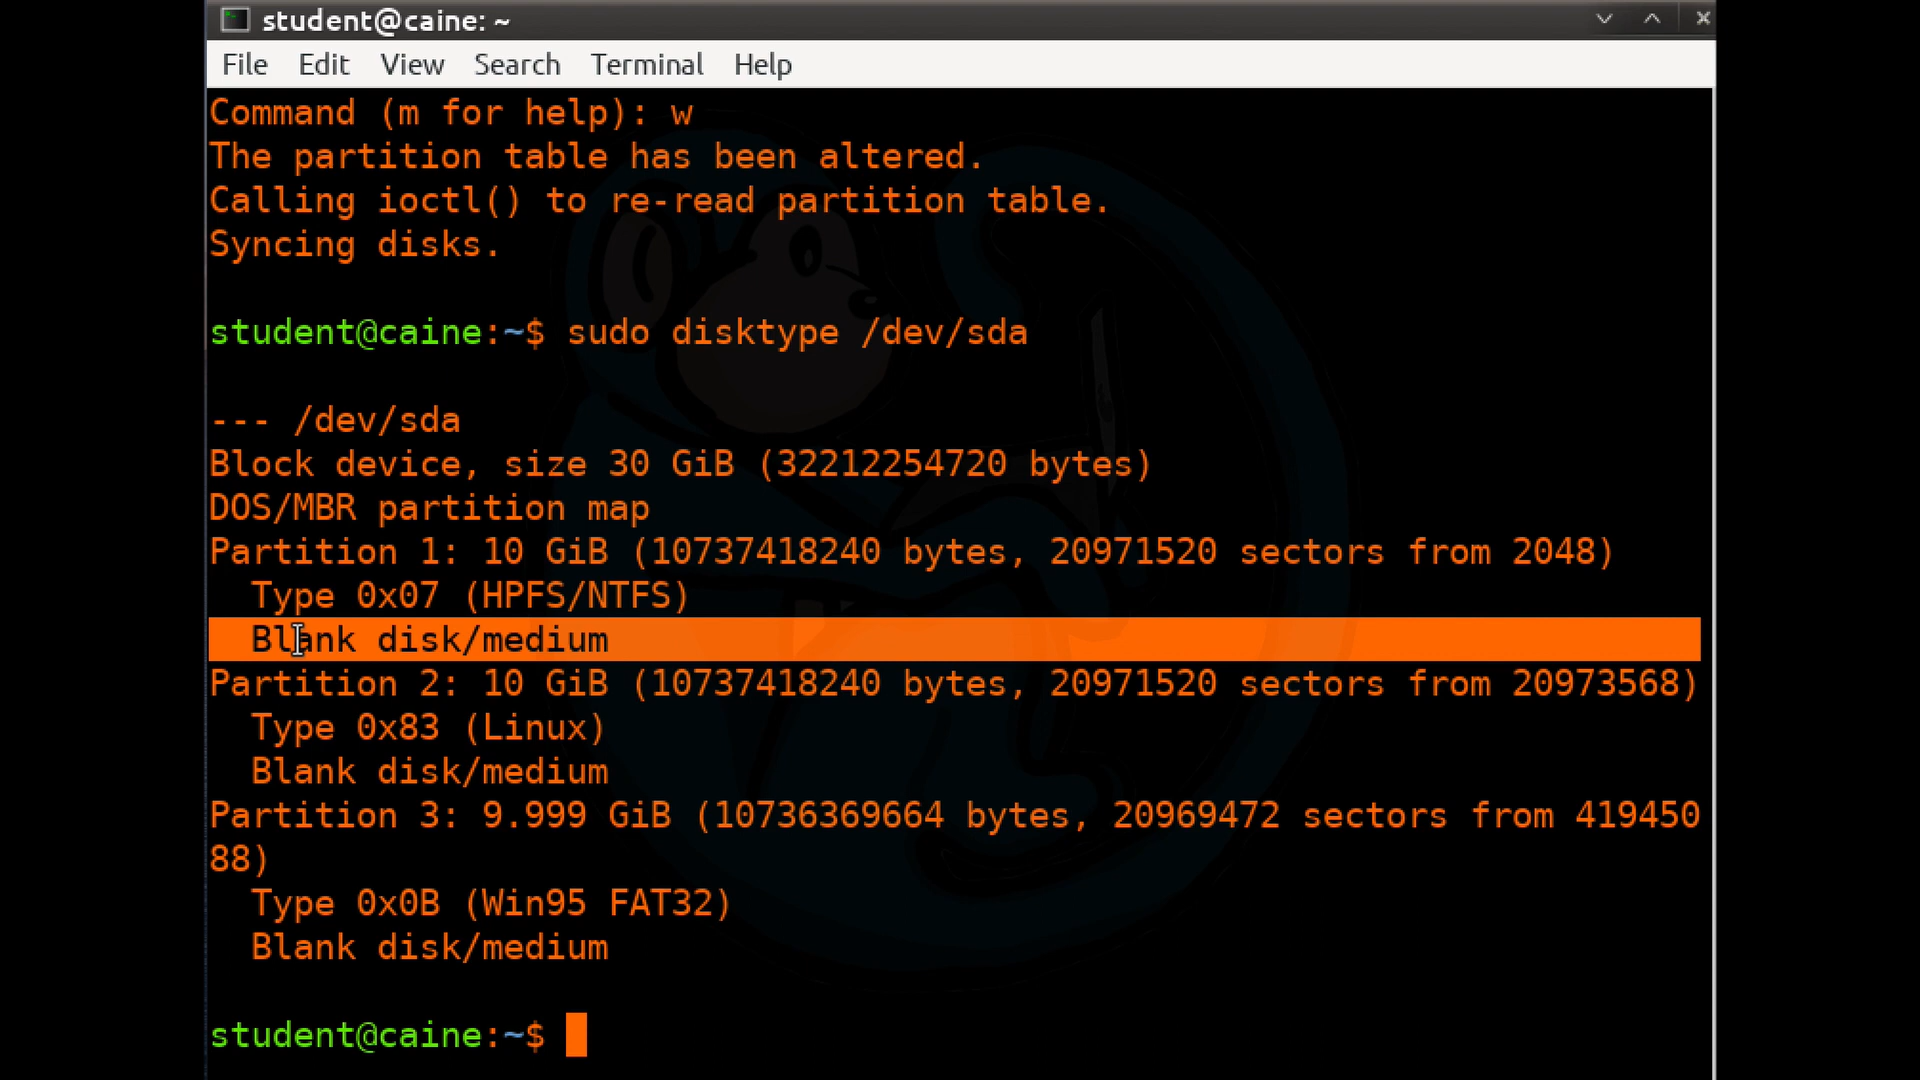 student@caine: ~
File Edit View Search Terminal Help
Command (m for help): w
The partition table has been altered.
Calling ioctl() to re-read partition table.
Syncing disks.
student@caine:~$ sudo disktype /dev/sda
--- /dev/sda
Block device, size 30 GiB (32212254720 bytes)
DOS/MBR partition map
Partition 1: 10 GiB (10737418240 bytes, 20971520 sectors from 2048)
  Type 0x07 (HPFS/NTFS)
  Blank disk/medium
Partition 2: 10 GiB (10737418240 bytes, 20971520 sectors from 20973568)
  Type 0x83 (Linux)
  Blank disk/medium
Partition 3: 9.999 GiB (10736369664 bytes, 20969472 sectors from 419450
88)
  Type 0x0B (Win95 FAT32)
  Blank disk/medium
student@caine:~$